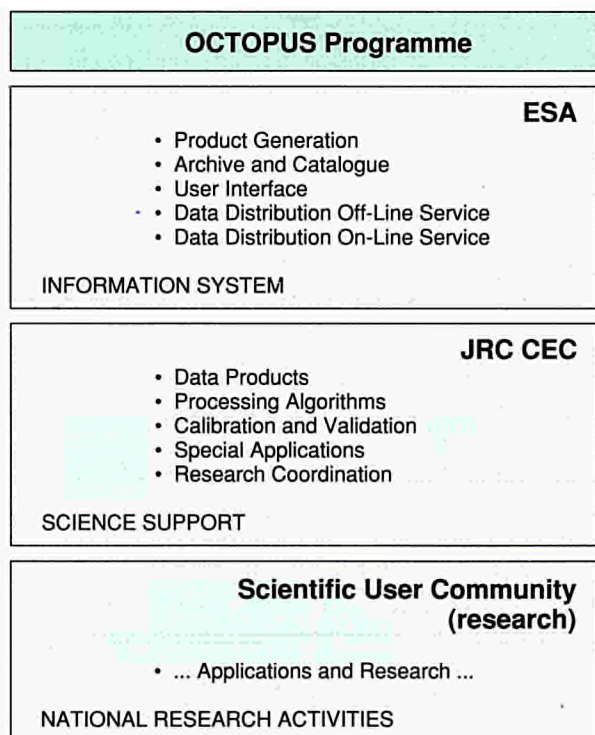 OCTOPUS Programme
ESA
• Product Generation
• Archive and Catalogue
• User Interface
• Data Distribution Off-Line Service
• Data Distribution On-Line Service
INFORMATION SYSTEM
JRC CEC
• Data Products
• Processing Algorithms
• Calibration and Validation
• Special Applications
• Research Coordination
SCIENCE SUPPORT
Scientific User Community
(research)
• ... Applications and Research ...
NATIONAL RESEARCH ACTIVITIES